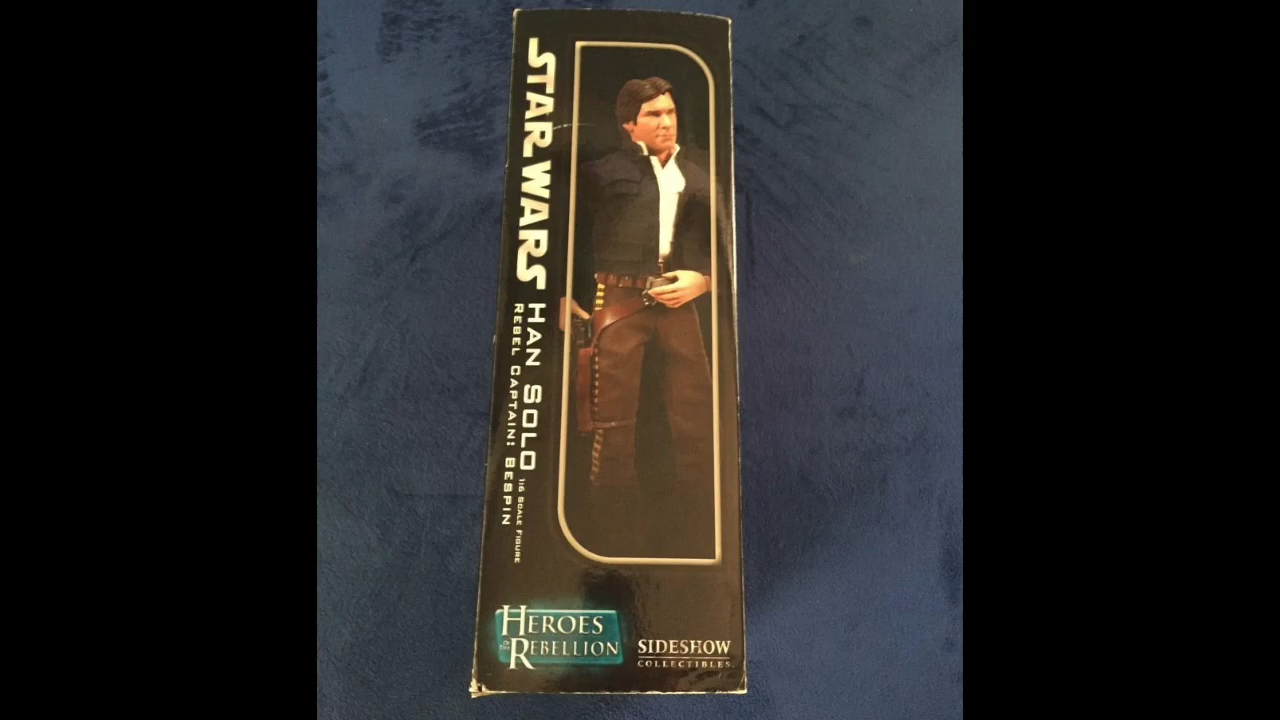 STAR WARS
HAN SOLO
1:6 SCALE FIGURE
REBEL CAPTAIN: BESPIN
HEROES
OF THE
REBELLION
SIDESHOW
COLLECTIBLES